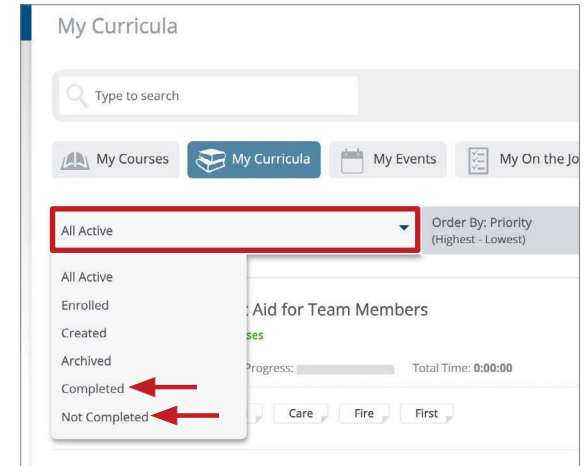 My Curricula
Type to search
My Courses My Curricula My Events My On the Jo
All Active Order By: Priority
(Highest - Lowest)
All Active
Enrolled Aid for Team Members
Created ses
Archived Progress: Total Time: 0:00:00
Completed
Not Completed Care Fire First